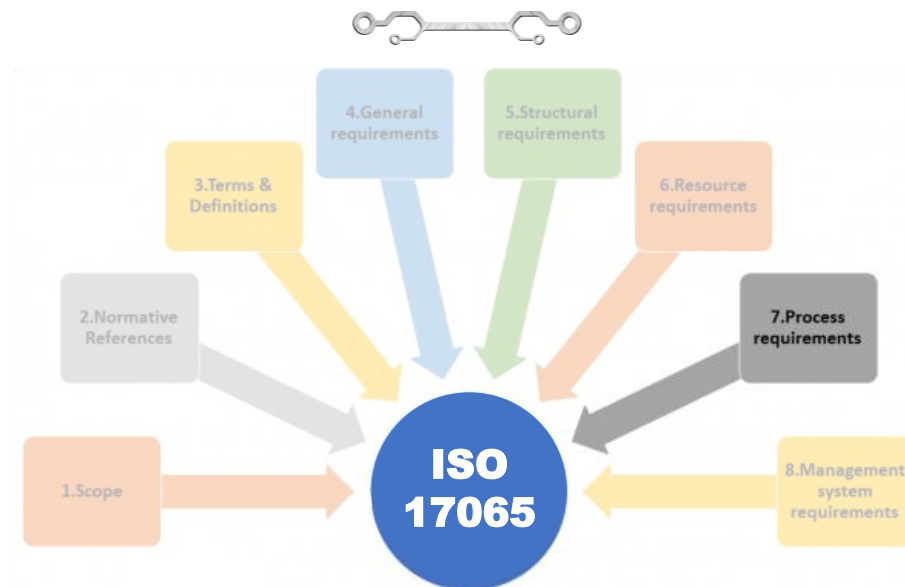 4.General
requirements
5.Structural
requirements
3.Terms &
Definitions
6.Resource
requirements
2.Normative
References
7.Process
requirements
1.Scope
ISO
17065
8.Management
system
requirements